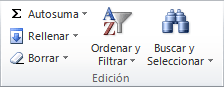 Σ Autosuma
Rellenar
Borrar
A
Z
Ordenar y
Filtrar
Buscar y
Seleccionar
Edición